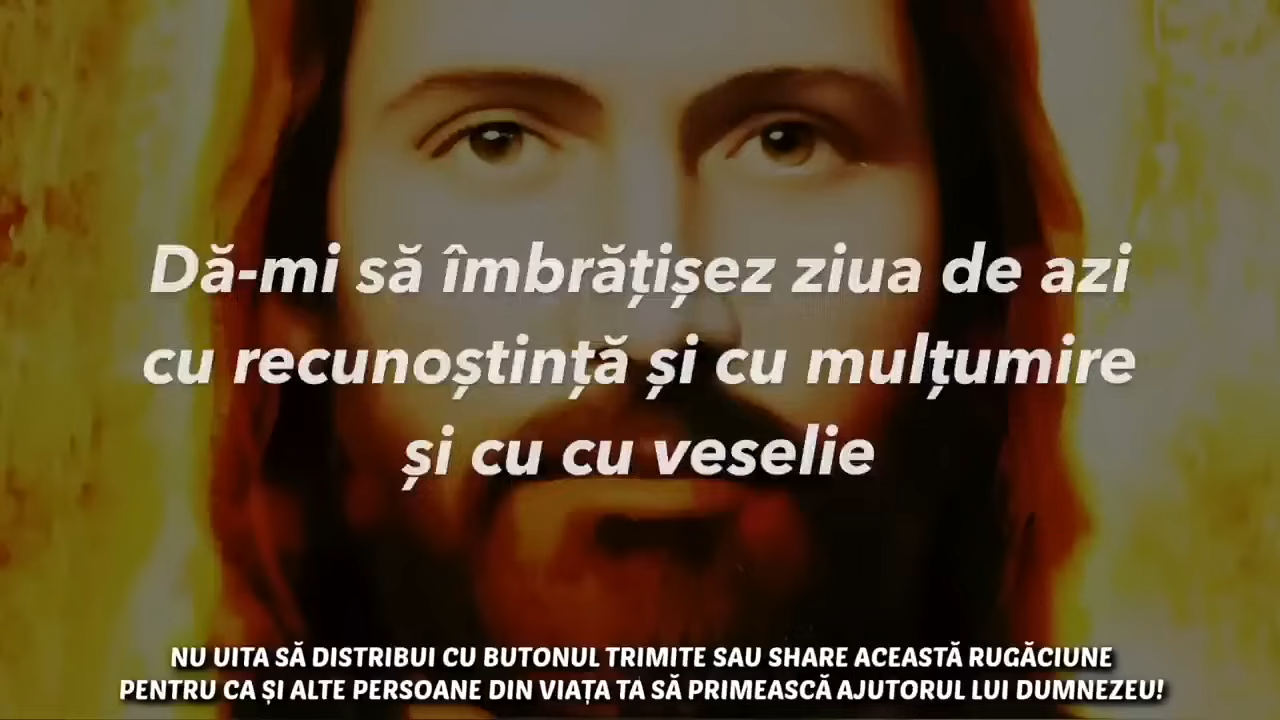 Dă-mi să îmbrățișez ziua de azi
cu recunoștință și cu mulțumire
și cu cu veselie
NU UITA SĂ DISTRIBUI CU BUTONUL TRIMITE SAU SHARE ACEASTĂ RUGĂCIUNE
PENTRU CA ȘI ALTE PERSOANE DIN VIAȚA TA SĂ PRIMEASCĂ AJUTORUL LUI DUMNEZEU!